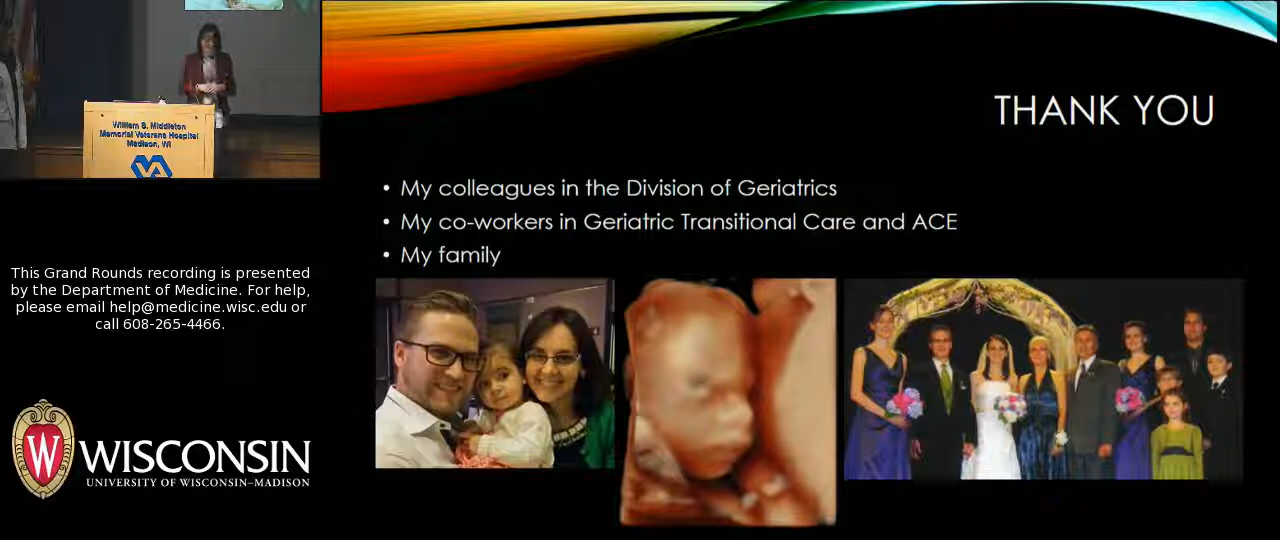 William S. Middleton
Memorial Veterans Hospital
Madison, WI
THANK YOU
• My colleagues in the Division of Geriatrics
• My co-workers in Geriatric Transitional Care and ACE
• My family
This Grand Rounds recording is presented
by the Department of Medicine. For help,
please email help@medicine.wisc.edu or
call 608-265-4466.
W
WISCONSIN
UNIVERSITY OF WISCONSIN–MADISON